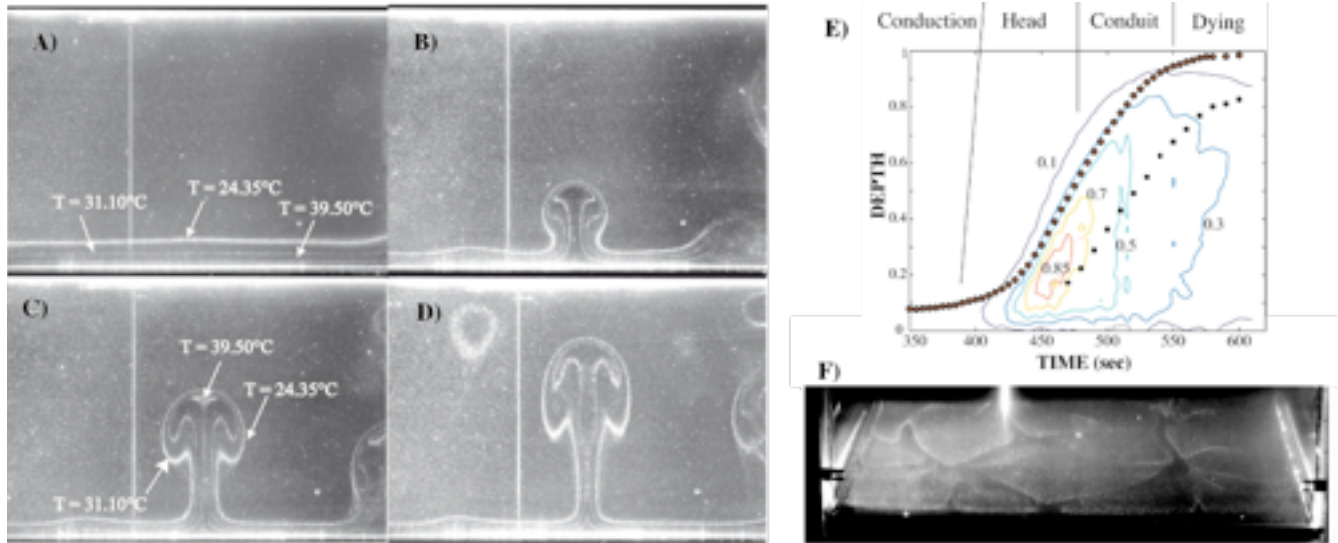 A)
T = 31.10°C
T = 24.35°C
T = 39.50°C
B)
C)
T = 39.50°C
T = 24.35°C
T = 31.10°C
D)
E)
Conduction Head Conduit Dying
DEPTH
1
0.8
0.6
0.4
0.2
0
0.1
0.7
0.5
0.3
0.85
350 400 450 500 550 600
TIME (sec)
F)